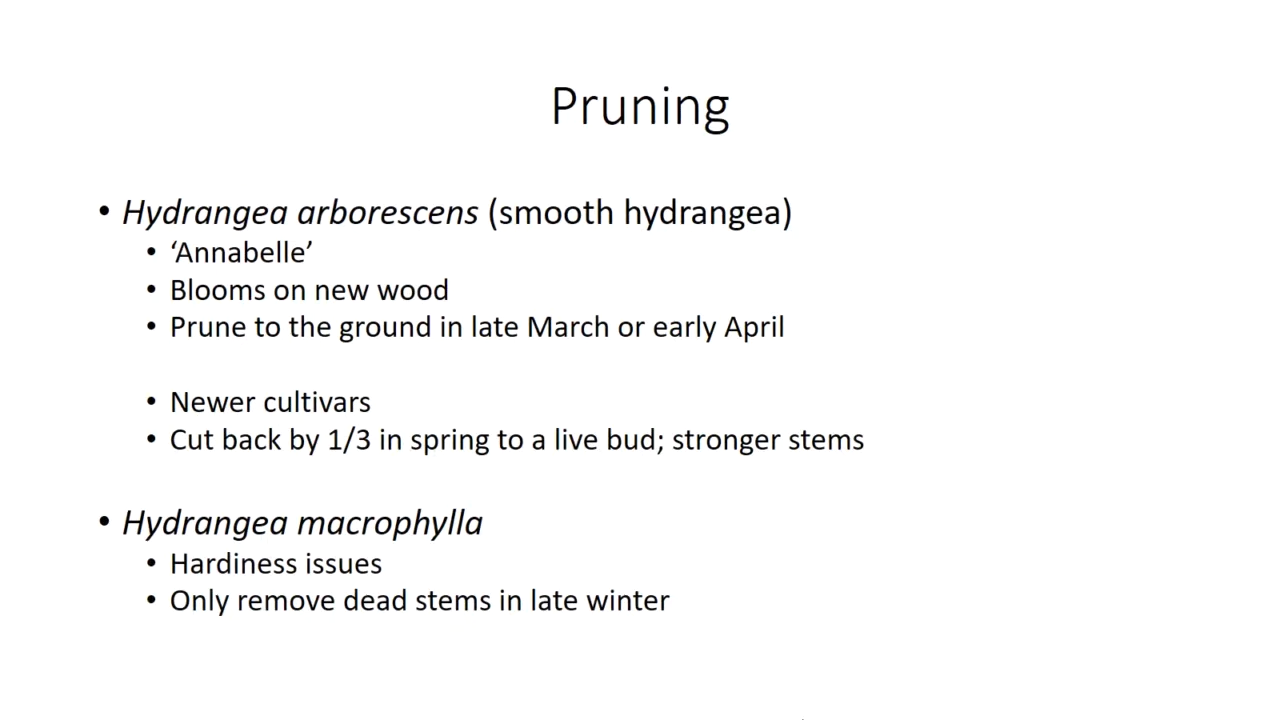 Pruning
• Hydrangea arborescens (smooth hydrangea)
• ‘Annabelle’
• Blooms on new wood
• Prune to the ground in late March or early April
• Newer cultivars
• Cut back by 1/3 in spring to a live bud; stronger stems
• Hydrangea macrophylla
• Hardiness issues
• Only remove dead stems in late winter